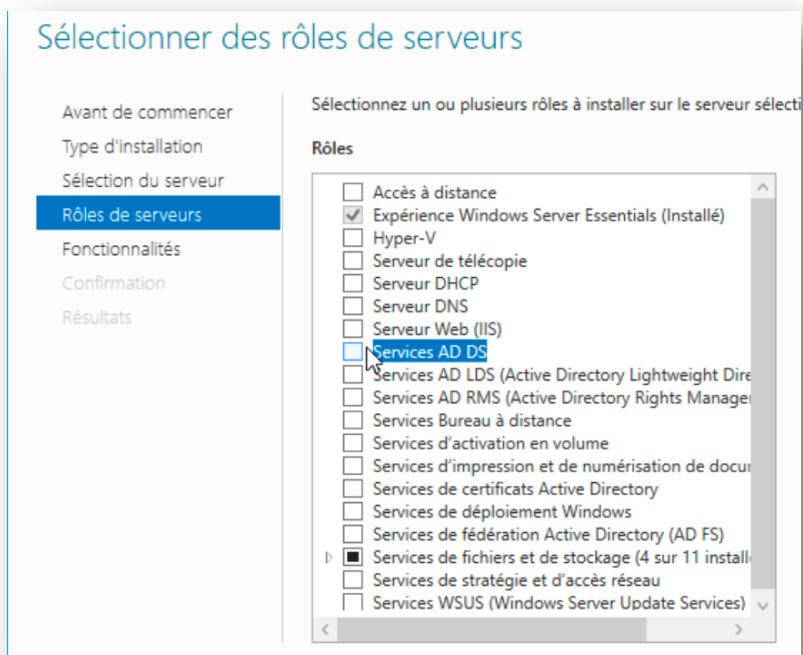 Sélectionner des rôles de serveurs
Avant de commencer
Type d'installation
Sélection du serveur
Rôles de serveurs
Fonctionnalités
Confirmation
Résultats
Sélectionnez un ou plusieurs rôles à installer sur le serveur sélecti
Rôles
Accès à distance
Expérience Windows Server Essentials (Installé)
Hyper-V
Serveur de télécopie
Serveur DHCP
Serveur DNS
Serveur Web (IIS)
Services AD DS
Services AD LDS (Active Directory Lightweight Dire
Services AD RMS (Active Directory Rights Manager
Services Bureau à distance
Services d'activation en volume
Services d'impression et de numérisation de docur
Services de certificats Active Directory
Services de déploiement Windows
Services de fédération Active Directory (AD FS)
Services de fichiers et de stockage (4 sur 11 install
Services de stratégie et d'accès réseau
Services WSUS (Windows Server Update Services)